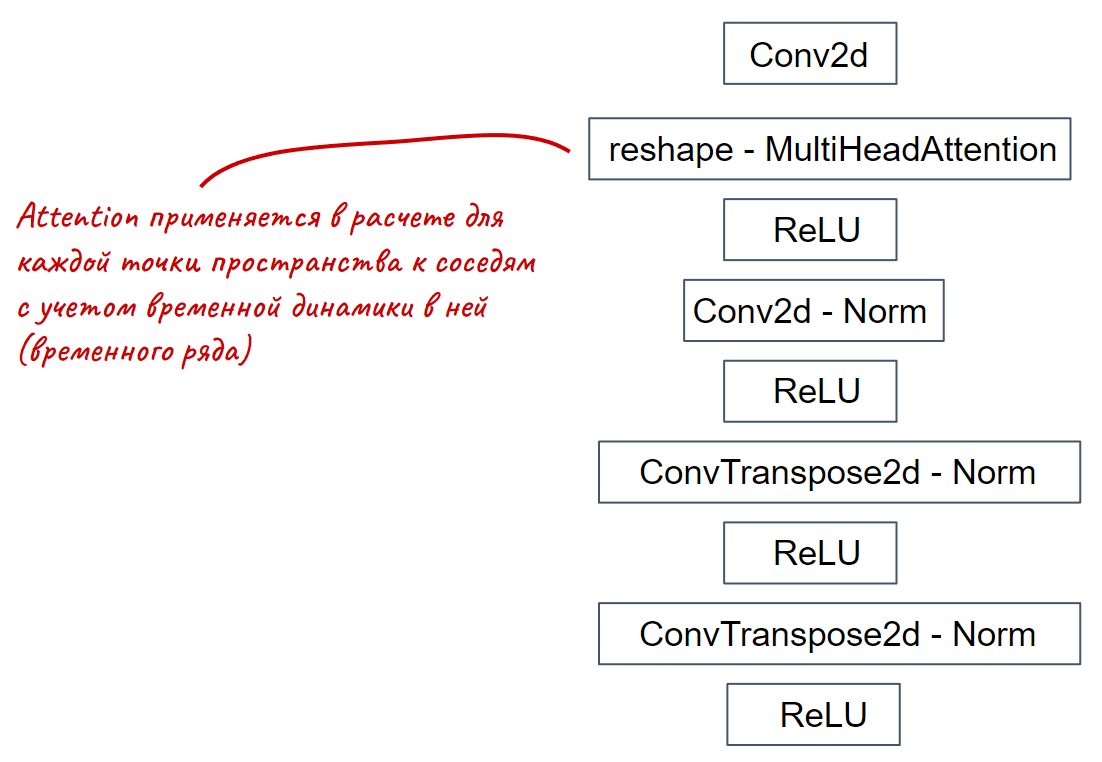 Conv2d
reshape - MultiHeadAttention
Attention применяется в расчете для
каждой точки пространства к соседям
с учетом временной динамики в ней
(временного ряда)
ReLU
Conv2d - Norm
ReLU
ConvTranspose2d - Norm
ReLU
ConvTranspose2d - Norm
ReLU